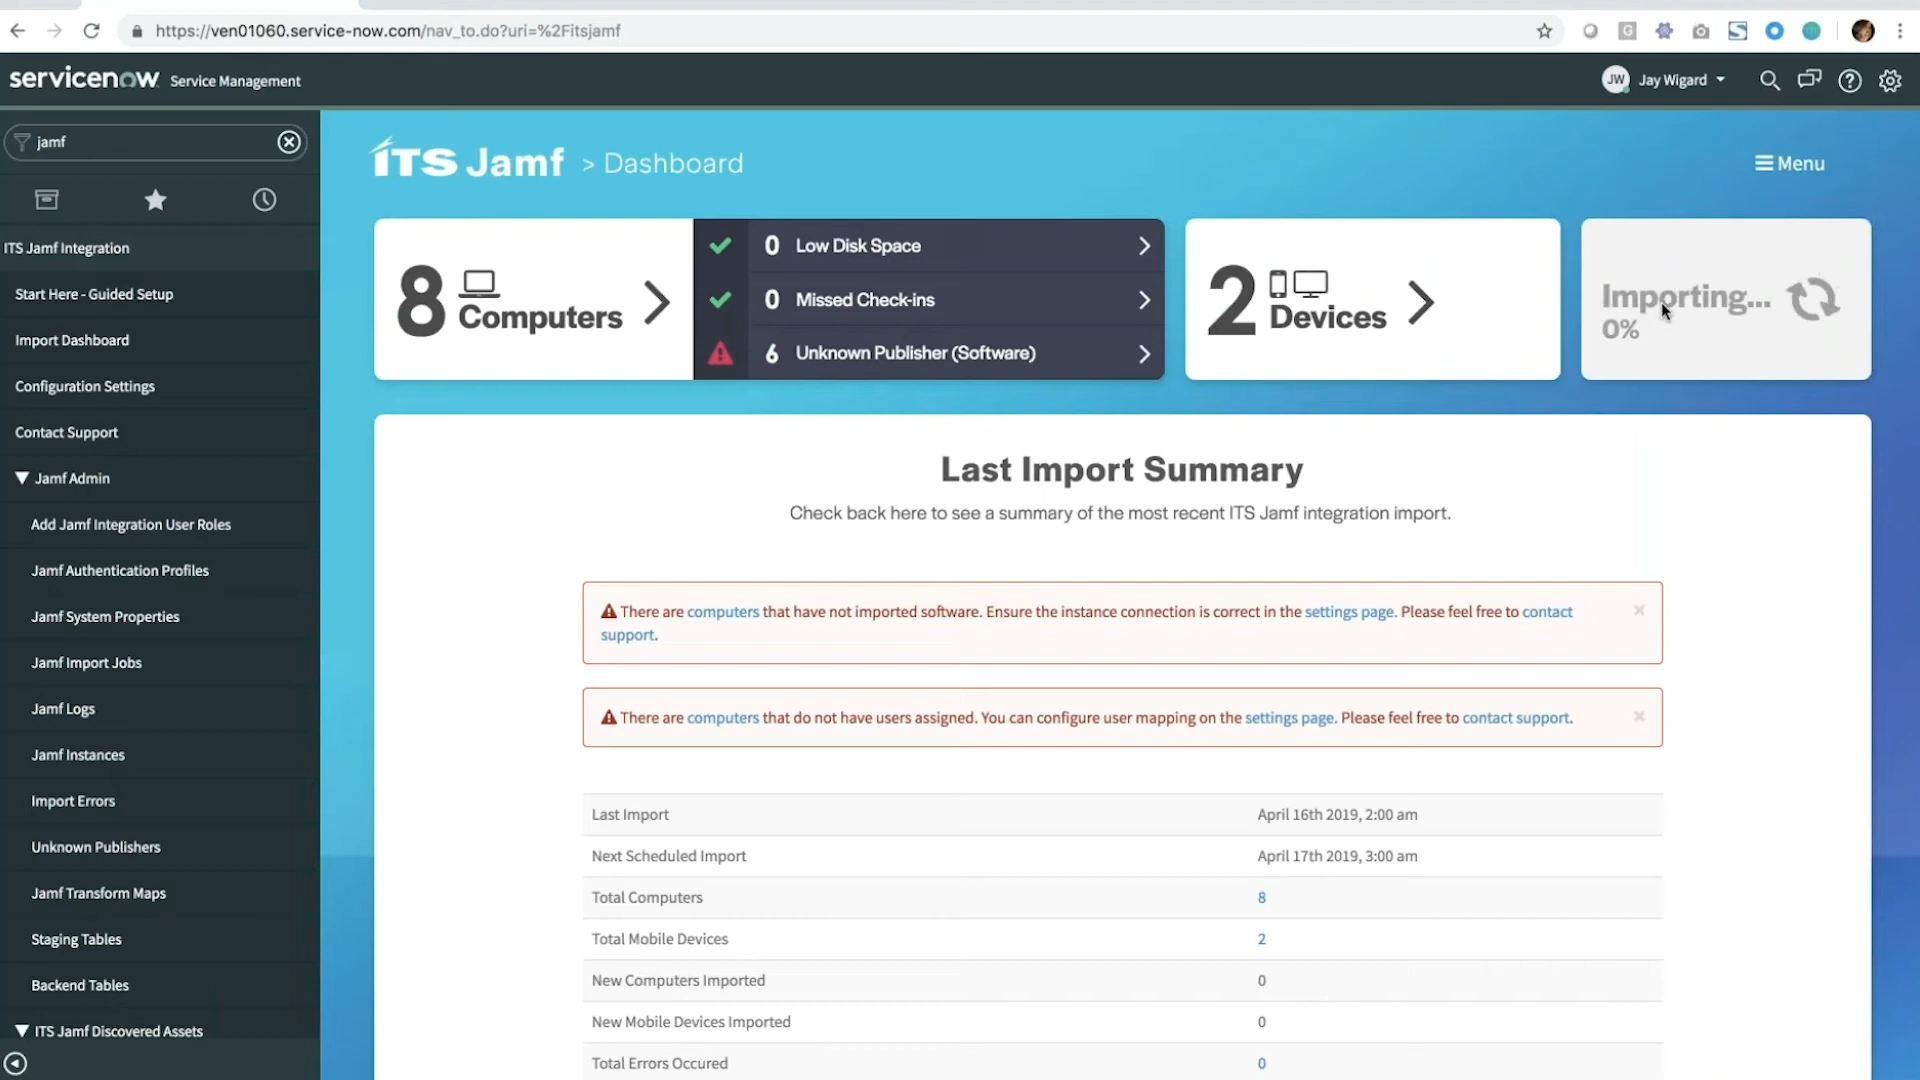 https://ven01060.service-now.com/nav_to.do?uri=%2Fitsjamf
servicenow Service Management
JW Jay Wigard
jamf
ITS Jamf > Dashboard
Menu
ITS Jamf Integration
Start Here - Guided Setup
Import Dashboard
Configuration Settings
Contact Support
Jamf Admin
Add Jamf Integration User Roles
Jamf Authentication Profiles
Jamf System Properties
Jamf Import Jobs
Jamf Logs
Jamf Instances
Import Errors
Unknown Publishers
Jamf Transform Maps
Staging Tables
Backend Tables
ITS Jamf Discovered Assets
8 Computers
0 Low Disk Space
0 Missed Check-ins
6 Unknown Publisher (Software)
2 Devices
Importing...
0%
Last Import Summary
Check back here to see a summary of the most recent ITS Jamf integration import.
There are computers that have not imported software. Ensure the instance connection is correct in the settings page. Please feel free to contact
support.
There are computers that do not have users assigned. You can configure user mapping on the settings page. Please feel free to contact support.
Last Import April 16th 2019, 2:00 am
Next Scheduled Import April 17th 2019, 3:00 am
Total Computers 8
Total Mobile Devices 2
New Computers Imported 0
New Mobile Devices Imported 0
Total Errors Occured 0